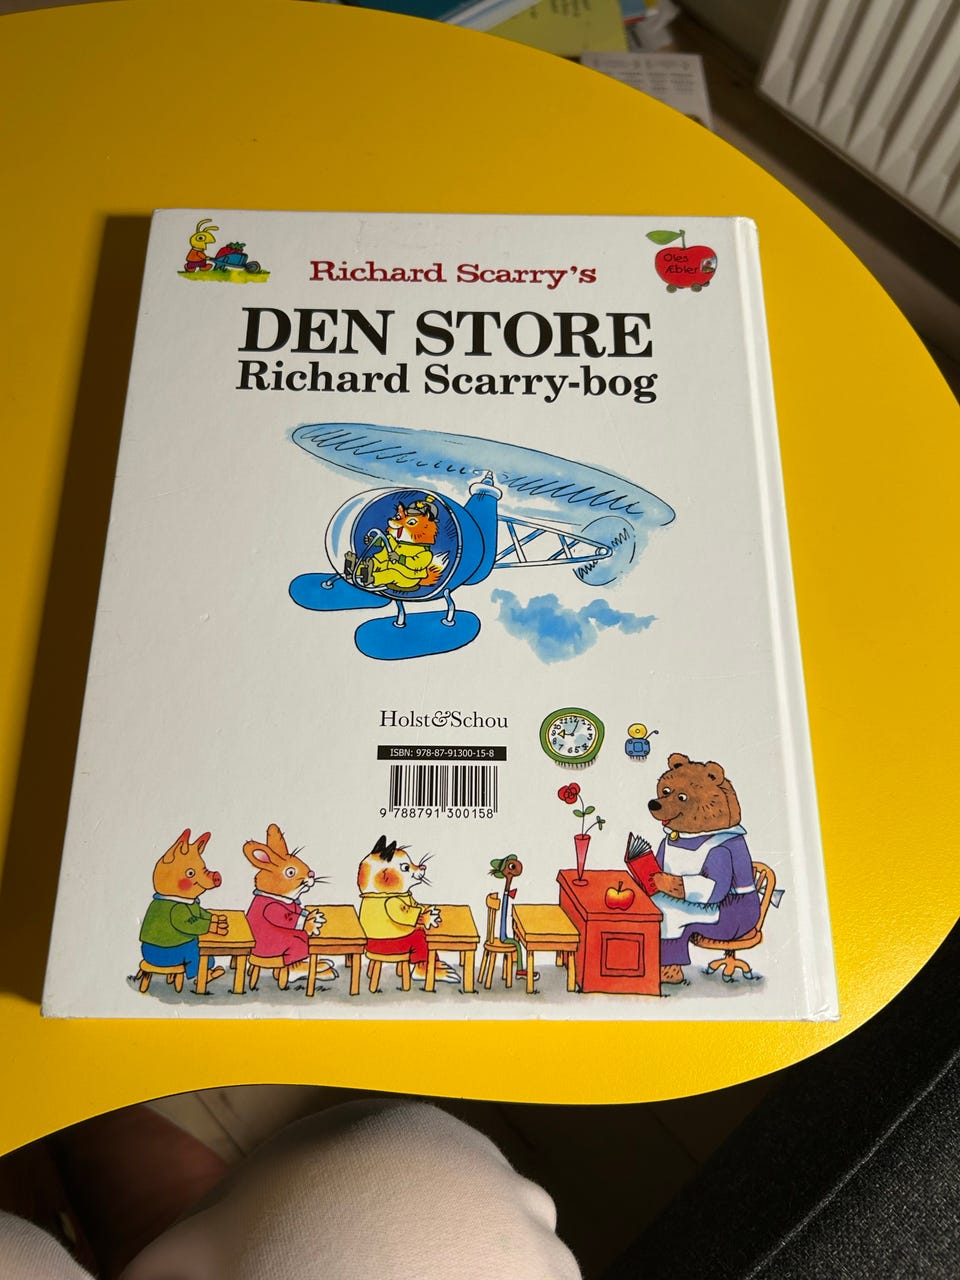 Richard Scarry's
Oles
Æbler
DEN STORE
Richard Scarry-bog
Holst&Schou
ISBN: 978-87-91300-15-8
9 788791 300158